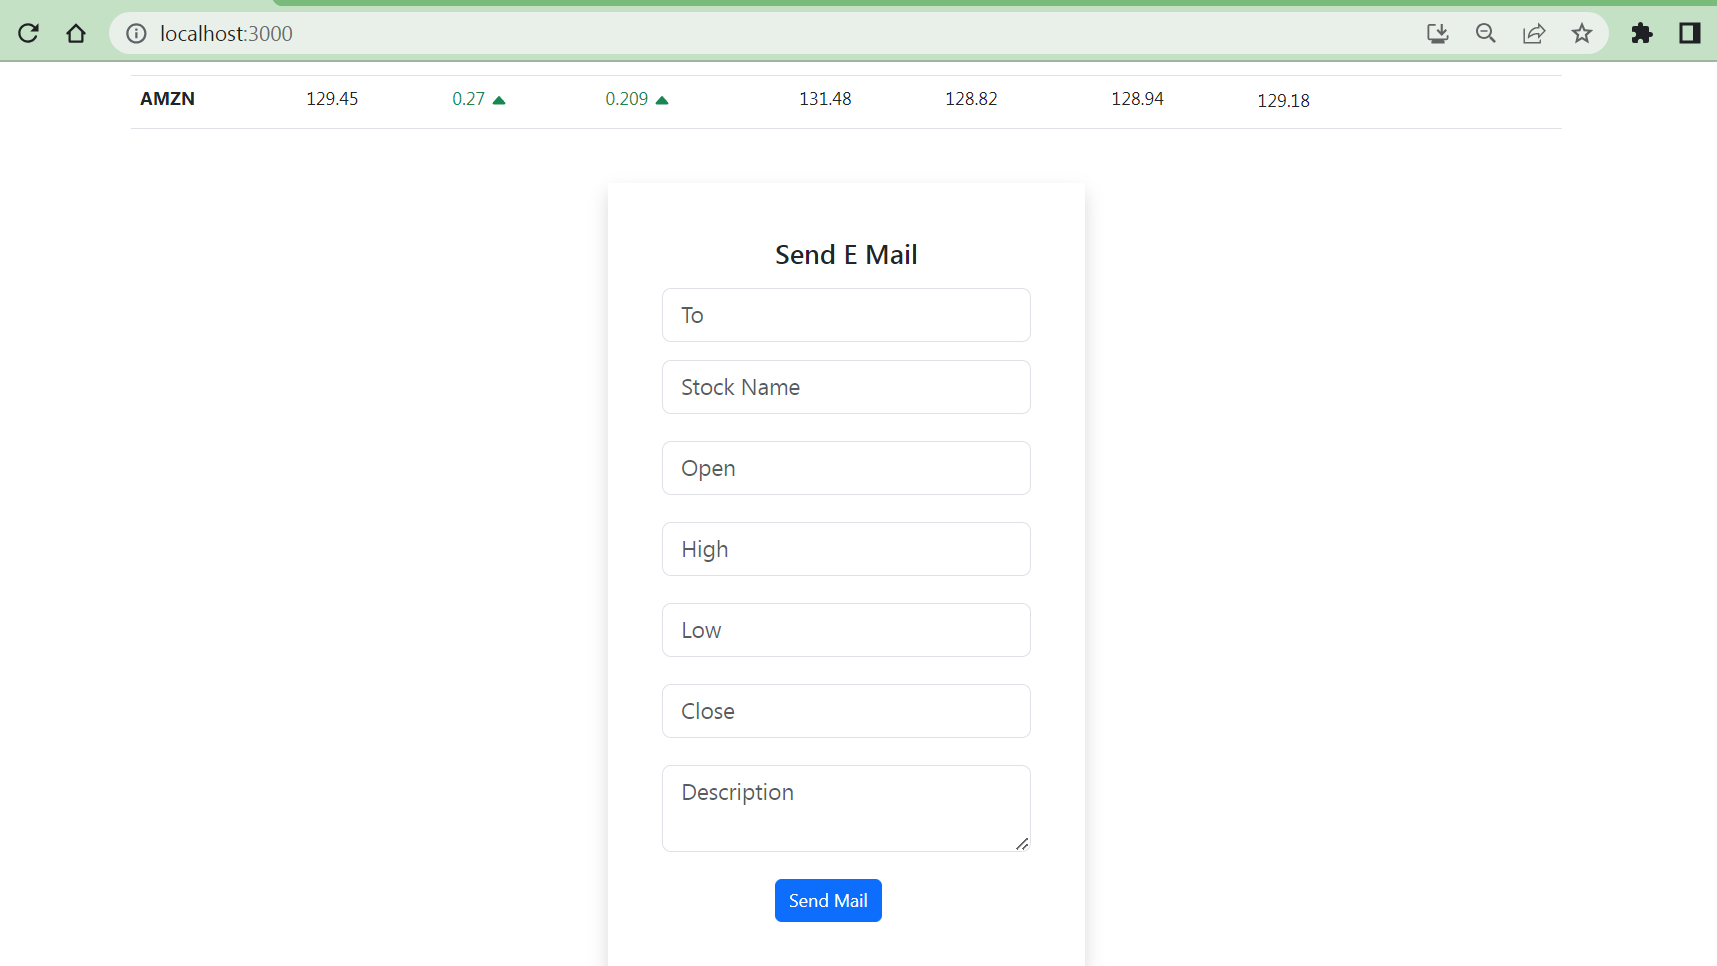 localhost:3000
AMZN 129.45 0.27 0.209 131.48 128.82 128.94 129.18
Send E Mail
To
Stock Name
Open
High
Low
Close
Description
Send Mail